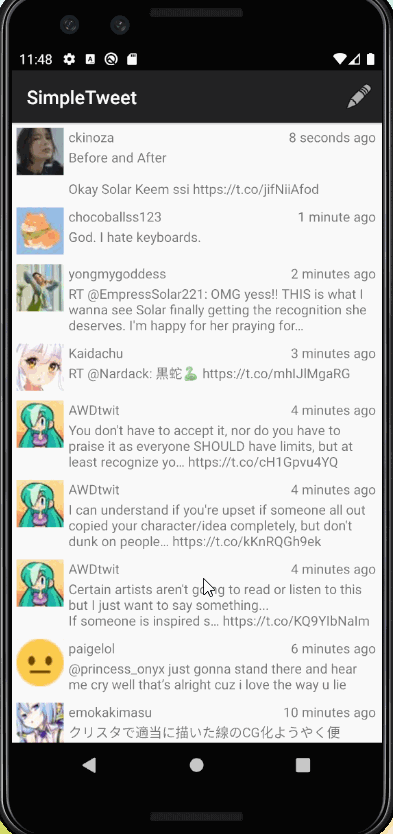 11:48
SimpleTweet
ckinoza 8 seconds ago
Before and After
Okay Solar Keem ssi https://t.co/jifNiiAfod
chocoballss123 1 minute ago
God. I hate keyboards.
yongmygoddess 2 minutes ago
RT @EmpressSolar221: OMG yess!! THIS is what I
wanna see Solar finally getting the recognition she
deserves. I'm happy for her praying for…
Kaidachu 3 minutes ago
RT @Nardack: 黒蛇🐍 https://t.co/mhIJlMgaRG
AWDtwit 4 minutes ago
You don't have to accept it, nor do you have to
praise it as everyone SHOULD have limits, but at
least recognize yo… https://t.co/cH1Gpvu4YQ
AWDtwit 4 minutes ago
I can understand if you're upset if someone all out
copied your character/idea completely, but don't
dunk on people… https://t.co/kKnRQGh9ek
AWDtwit 4 minutes ago
Certain artists aren't going to read or listen to this
but I just want to say something...
If someone is inspired s… https://t.co/KQ9YlbNaIm
paigelol 6 minutes ago
@princess_onyx just gonna stand there and hear
me cry well that's alright cuz i love the way u lie
emokakimasu 10 minutes ago
クリスタで適当に描いた線のCG化ようやく便